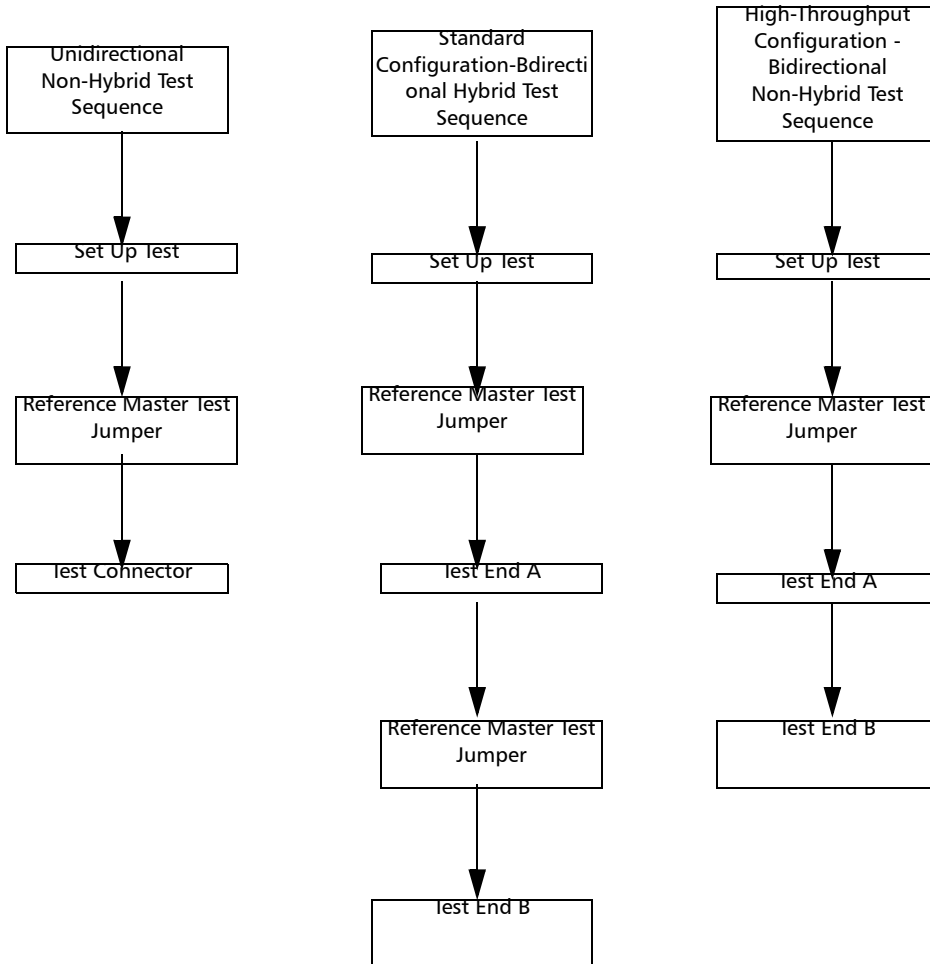 Unidirectional
Non-Hybrid Test
Sequence
Set Up Test
Reference Master Test
Jumper
Test Connector
Standard
Configuration-Bdirecti
onal Hybrid Test
Sequence
Set Up Test
Reference Master Test
Jumper
Test End A
Reference Master Test
Jumper
Test End B
High-Throughput
Configuration -
Bidirectional
Non-Hybrid Test
Sequence
Set Up Test
Reference Master Test
Jumper
Test End A
Test End B